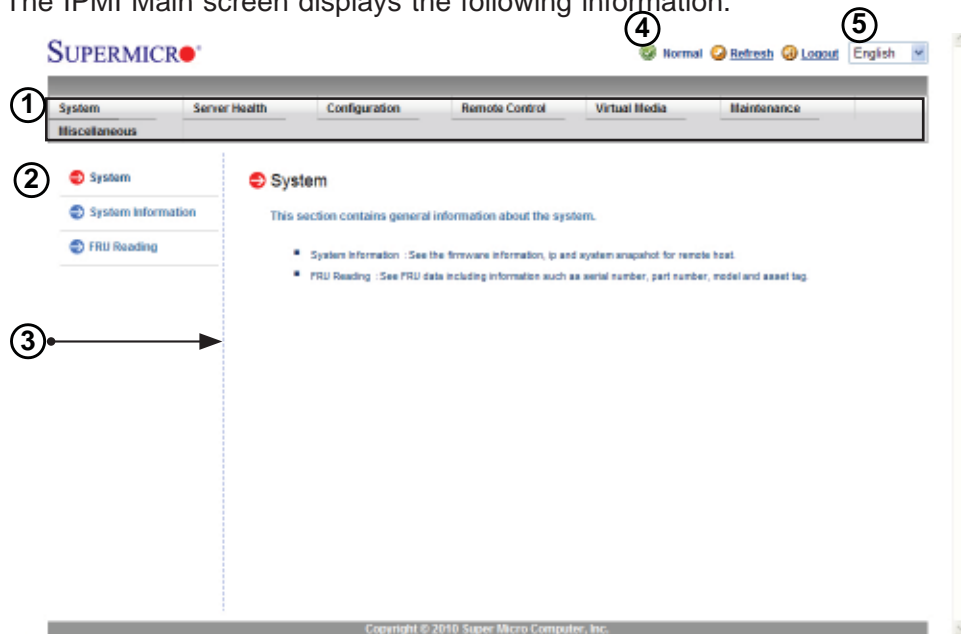 The IPMI Main screen displays the following information.
4 5
SUPERMICRO
Normal Refresh Logout English
1
System Server Health Configuration Remote Control Virtual Media Maintenance
Miscellaneous
2
System
System Information
FRU Reading
System
This section contains general information about the system.
System Information : See the firmware information, ip and system snapshot for remote host.
FRU Reading : See FRU data including information such as serial number, part number, model and asset tag.
3
Copyright © 2010 Super Micro Computer, Inc.